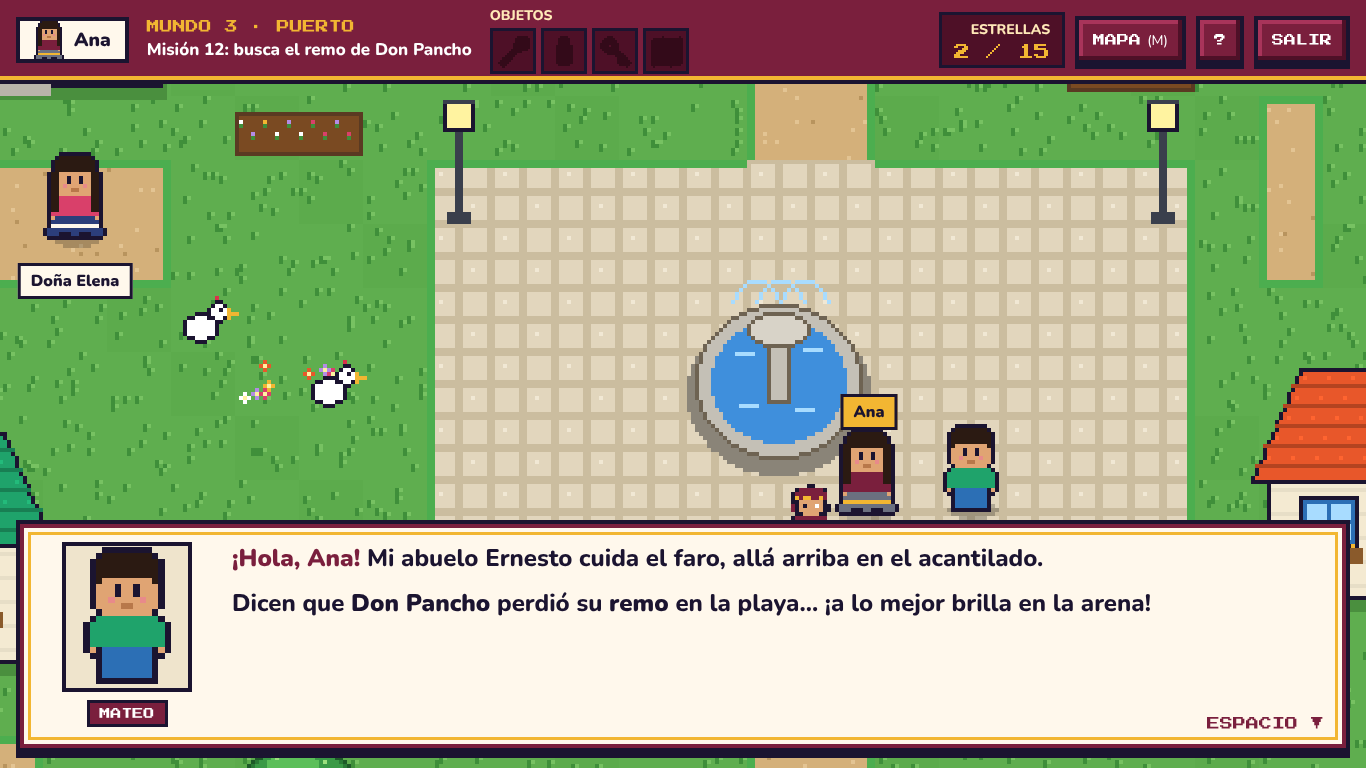 Ana
MUNDO 3 · PUERTO
Misión 12: busca el remo de Don Pancho
OBJETOS
ESTRELLAS
2 / 15
MAPA (M)
?
SALIR
Doña Elena
Ana
¡Hola, Ana! Mi abuelo Ernesto cuida el faro, allá arriba en el acantilado.
Dicen que Don Pancho perdió su remo en la playa... ¡a lo mejor brilla en la arena!
MATEO
ESPACIO ▼